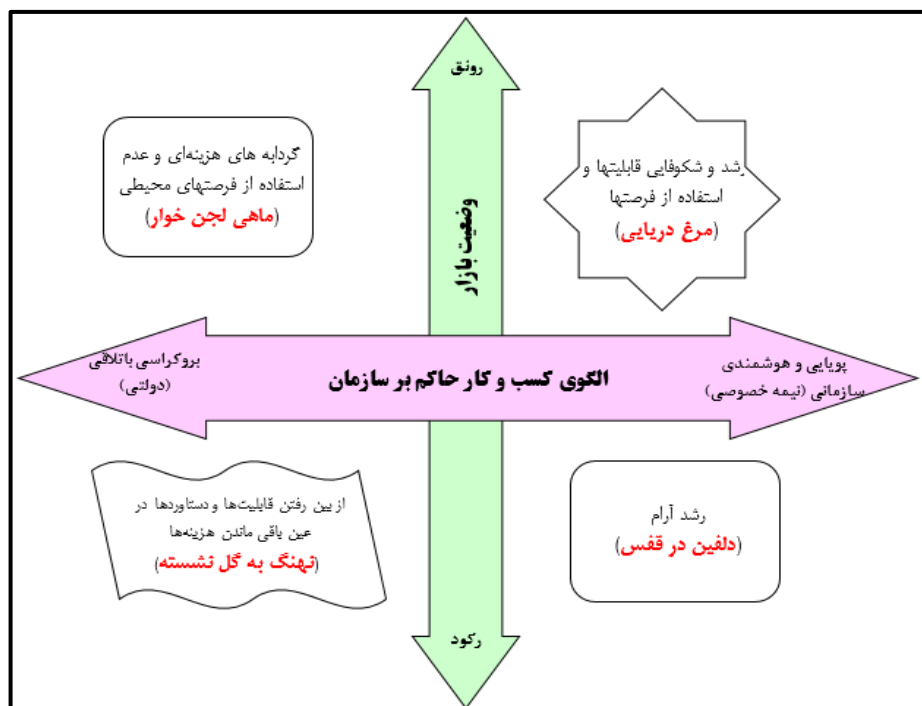 رونق
رشد و شکوفایی قابلیتها و
استفاده از فرصتها
(مرغ دریایی)
گردابه های هزینه‌ای و عدم
استفاده از فرصتهای محیطی
(ماهی لجن خوار)
وضعیت بازار
پویایی و هوشمندی
سازمانی (نیمه خصوصی)
الگوی کسب و کار حاکم بر سازمان
بروکراسی باتلاقی
(دولتی)
رشد آرام
(دلفین در قفس)
از بین رفتن قابلیت‌ها و دستاوردها در
عین باقی ماندن هزینه‌ها
(نهنگ به گل نشسته)
رکود